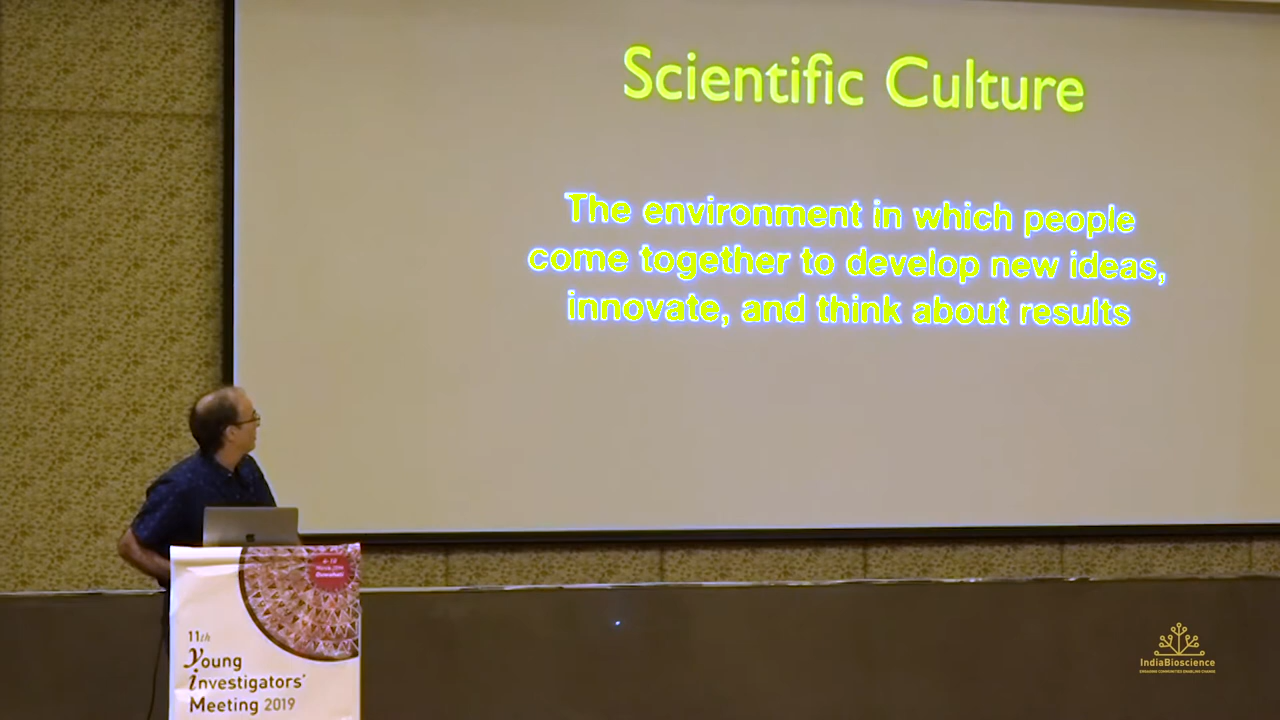 Scientific Culture
The environment in which people
come together to develop new ideas,
innovate, and think about results
11th
Young
Investigators'
Meeting 2019
IndiaBioscience